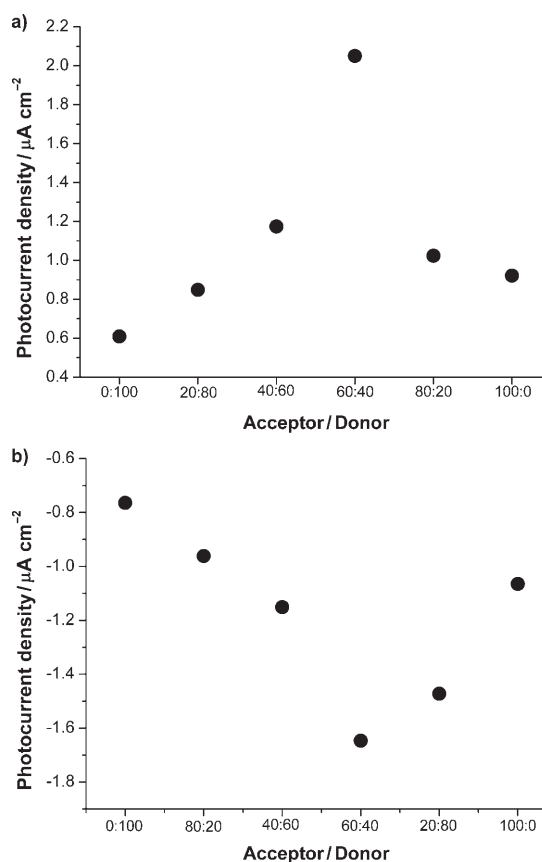 a)
2.2
2.0
1.8
1.6
1.4
1.2
1.0
0.8
0.6
0.4
Photocurrent density / μA cm⁻²
0:100 20:80 40:60 60:40 80:20 100:0
Acceptor / Donor
b)
-0.6
-0.8
-1.0
-1.2
-1.4
-1.6
-1.8
Photocurrent density / μA cm⁻²
0:100 80:20 40:60 60:40 20:80 100:0
Acceptor / Donor